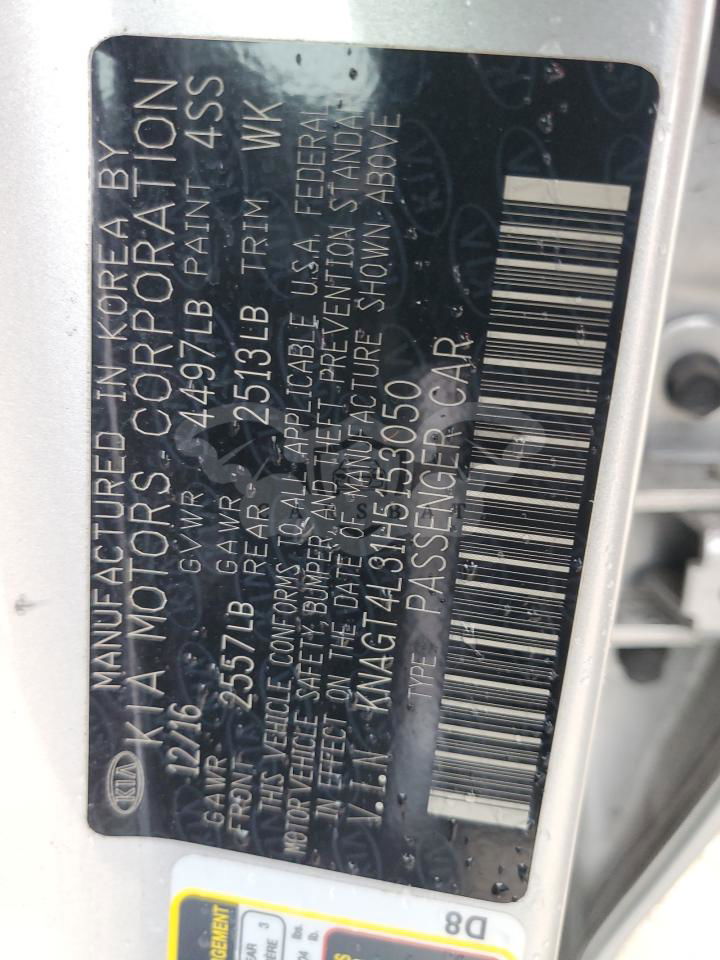 MANUFACTURED IN KOREA BY
KIA MOTORS CORPORATION
KIA
12/16 GVWR 4497LB PAINT 4SS
GAWR GAWR
FRONT 2557LB REAR 2513LB TRIM WK
THIS VEHICLE CONFORMS TO ALL APPLICABLE U.S.A. FEDERAL
MOTOR VEHICLE SAFETY, BUMPER, AND THEFT PREVENTION STANDA
IN EFFECT ON THE DATE OF MANUFACTURE SHOWN ABOVE
V.I.N KNAGT4L31H5153050
TYPE PASSENGER CAR
D8